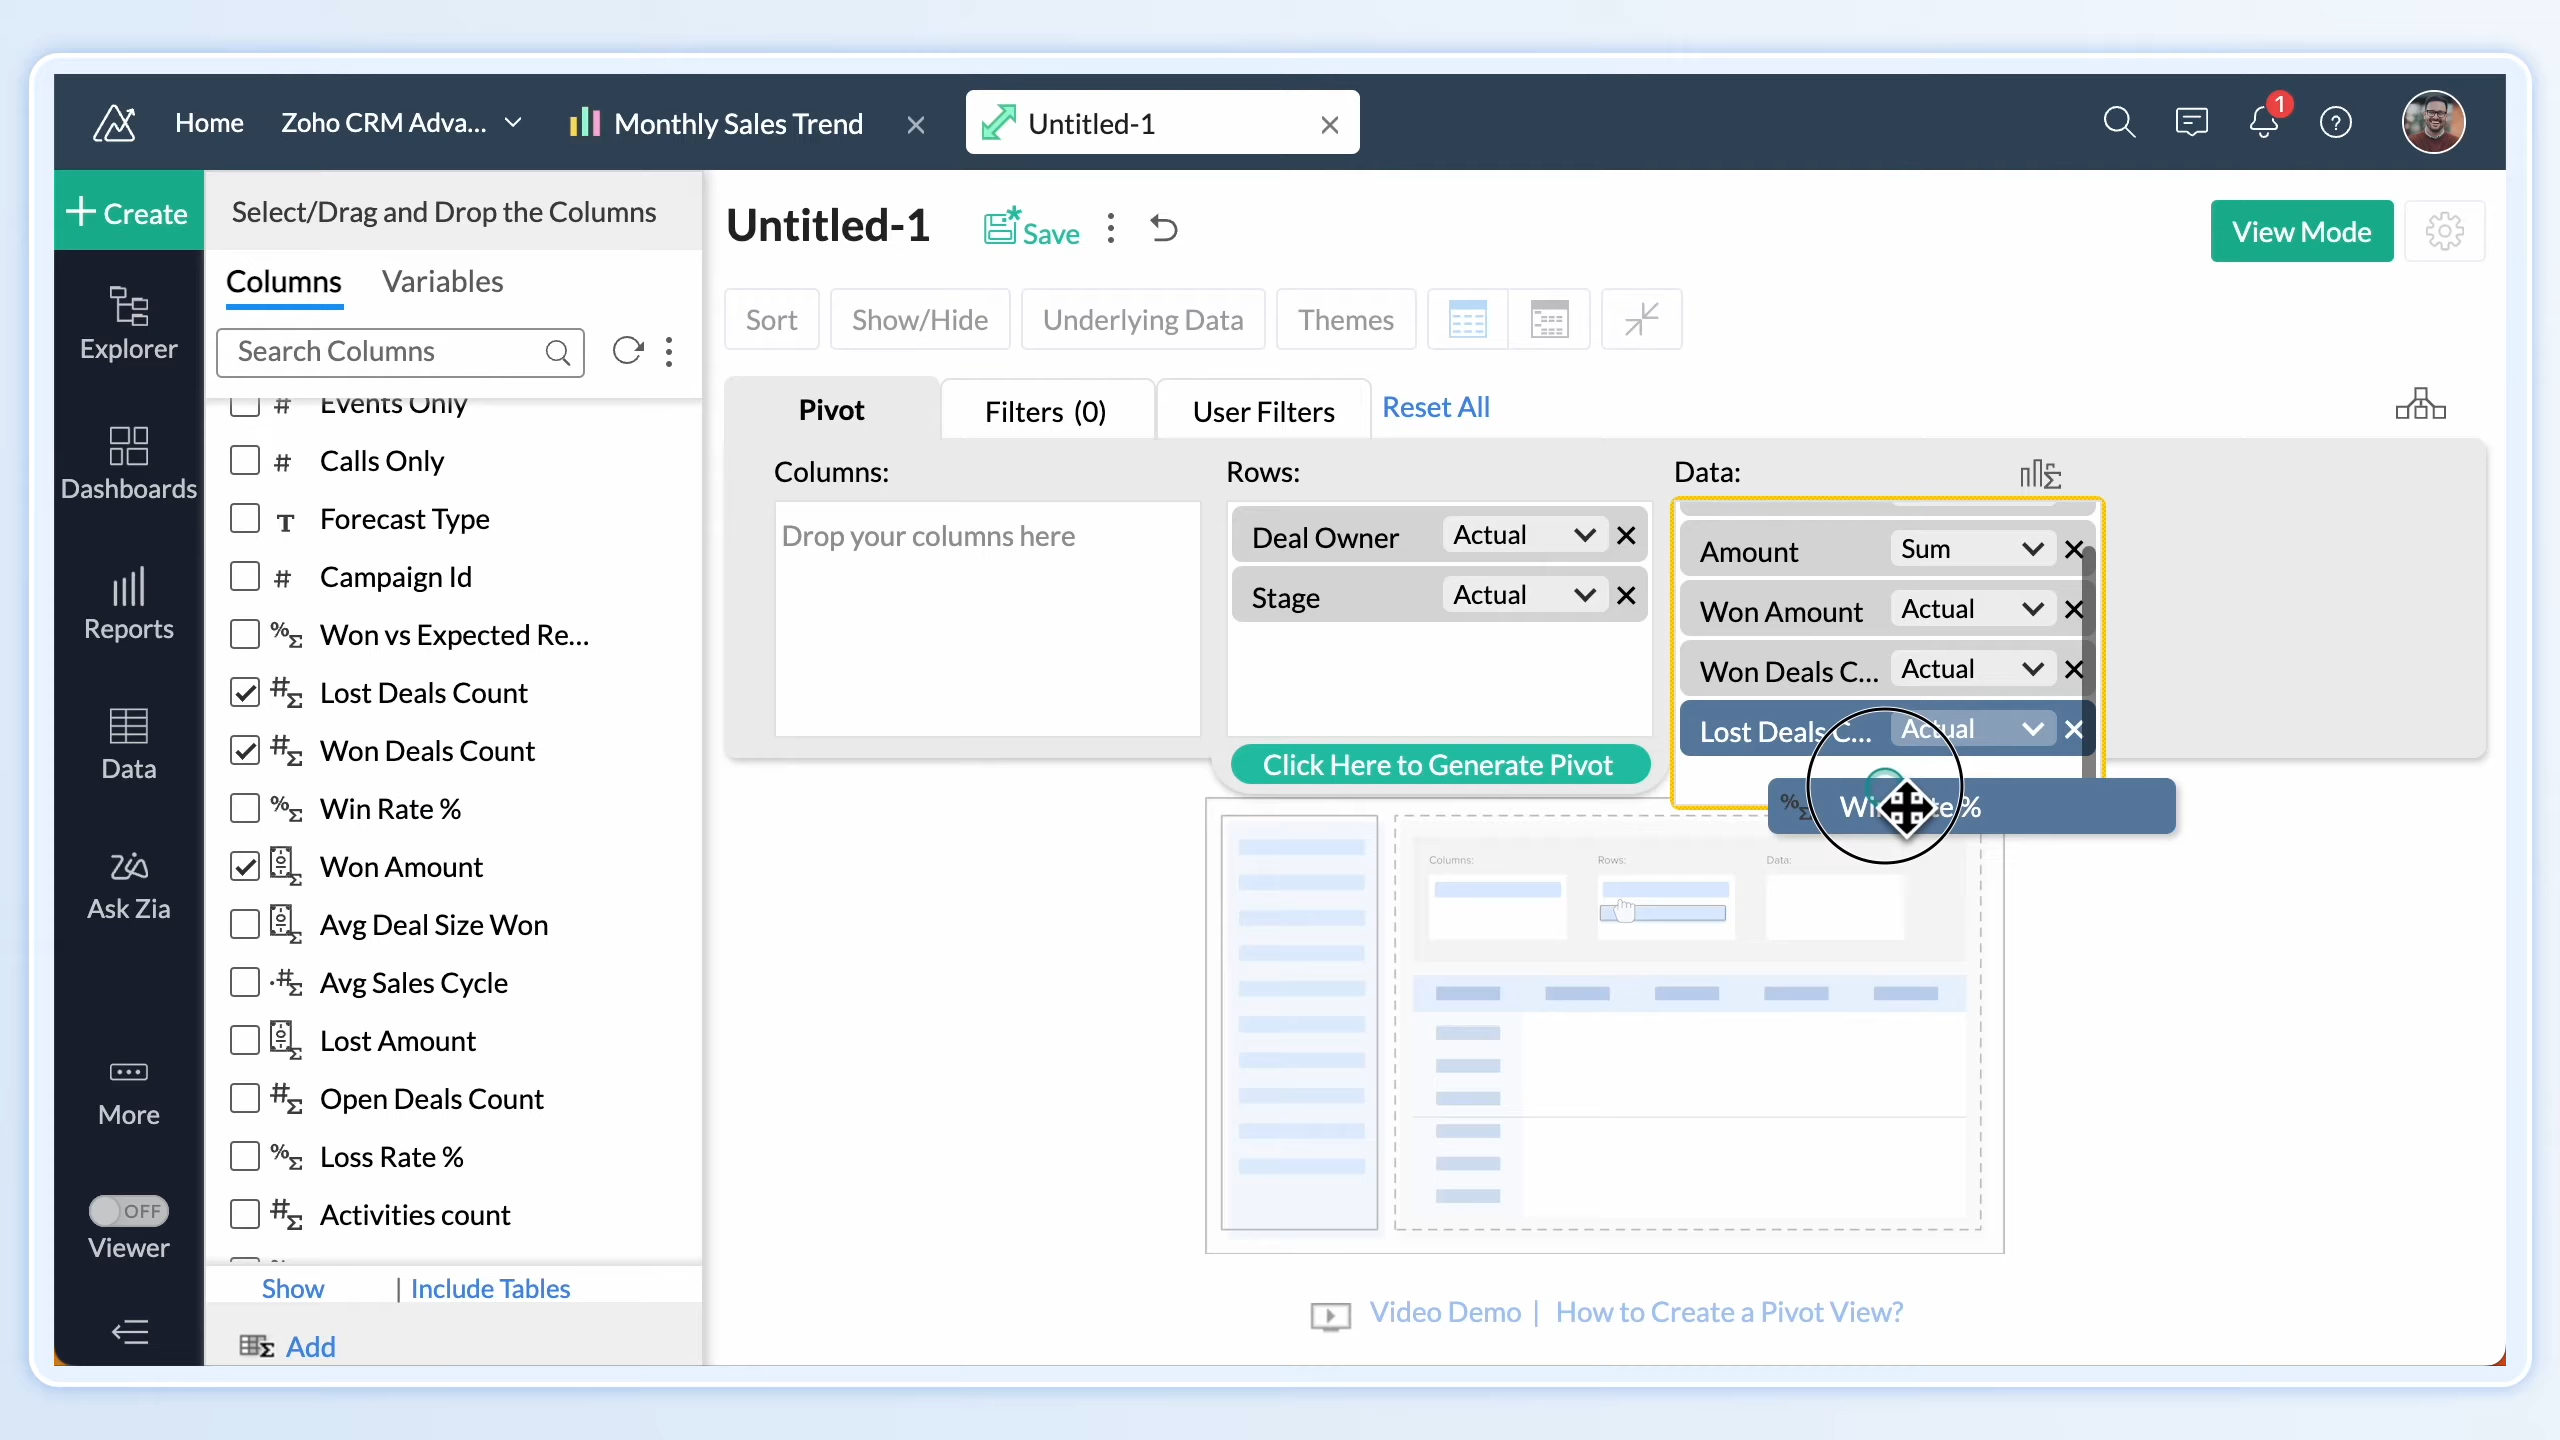 Home
Zoho CRM Adva...
Monthly Sales Trend
Untitled-1
1
+ Create
Explorer
Dashboards
Reports
Data
Zia
Ask Zia
More
OFF
Viewer
Select/Drag and Drop the Columns
Columns
Variables
Search Columns
Events Only
Calls Only
T Forecast Type
Campaign Id
Won vs Expected Re...
Lost Deals Count
Won Deals Count
Win Rate %
Won Amount
Avg Deal Size Won
Avg Sales Cycle
Lost Amount
Open Deals Count
Loss Rate %
Activities count
Show | Include Tables
Add
Untitled-1
Save
View Mode
Sort
Show/Hide
Underlying Data
Themes
Pivot
Filters (0)
User Filters
Reset All
Columns:
Drop your columns here
Rows:
Deal Owner Actual
Stage Actual
Data:
Amount Sum
Won Amount Actual
Won Deals C... Actual
Lost Deals C... Actual
Click Here to Generate Pivot
Columns:
Rows:
Data:
Video Demo | How to Create a Pivot View?